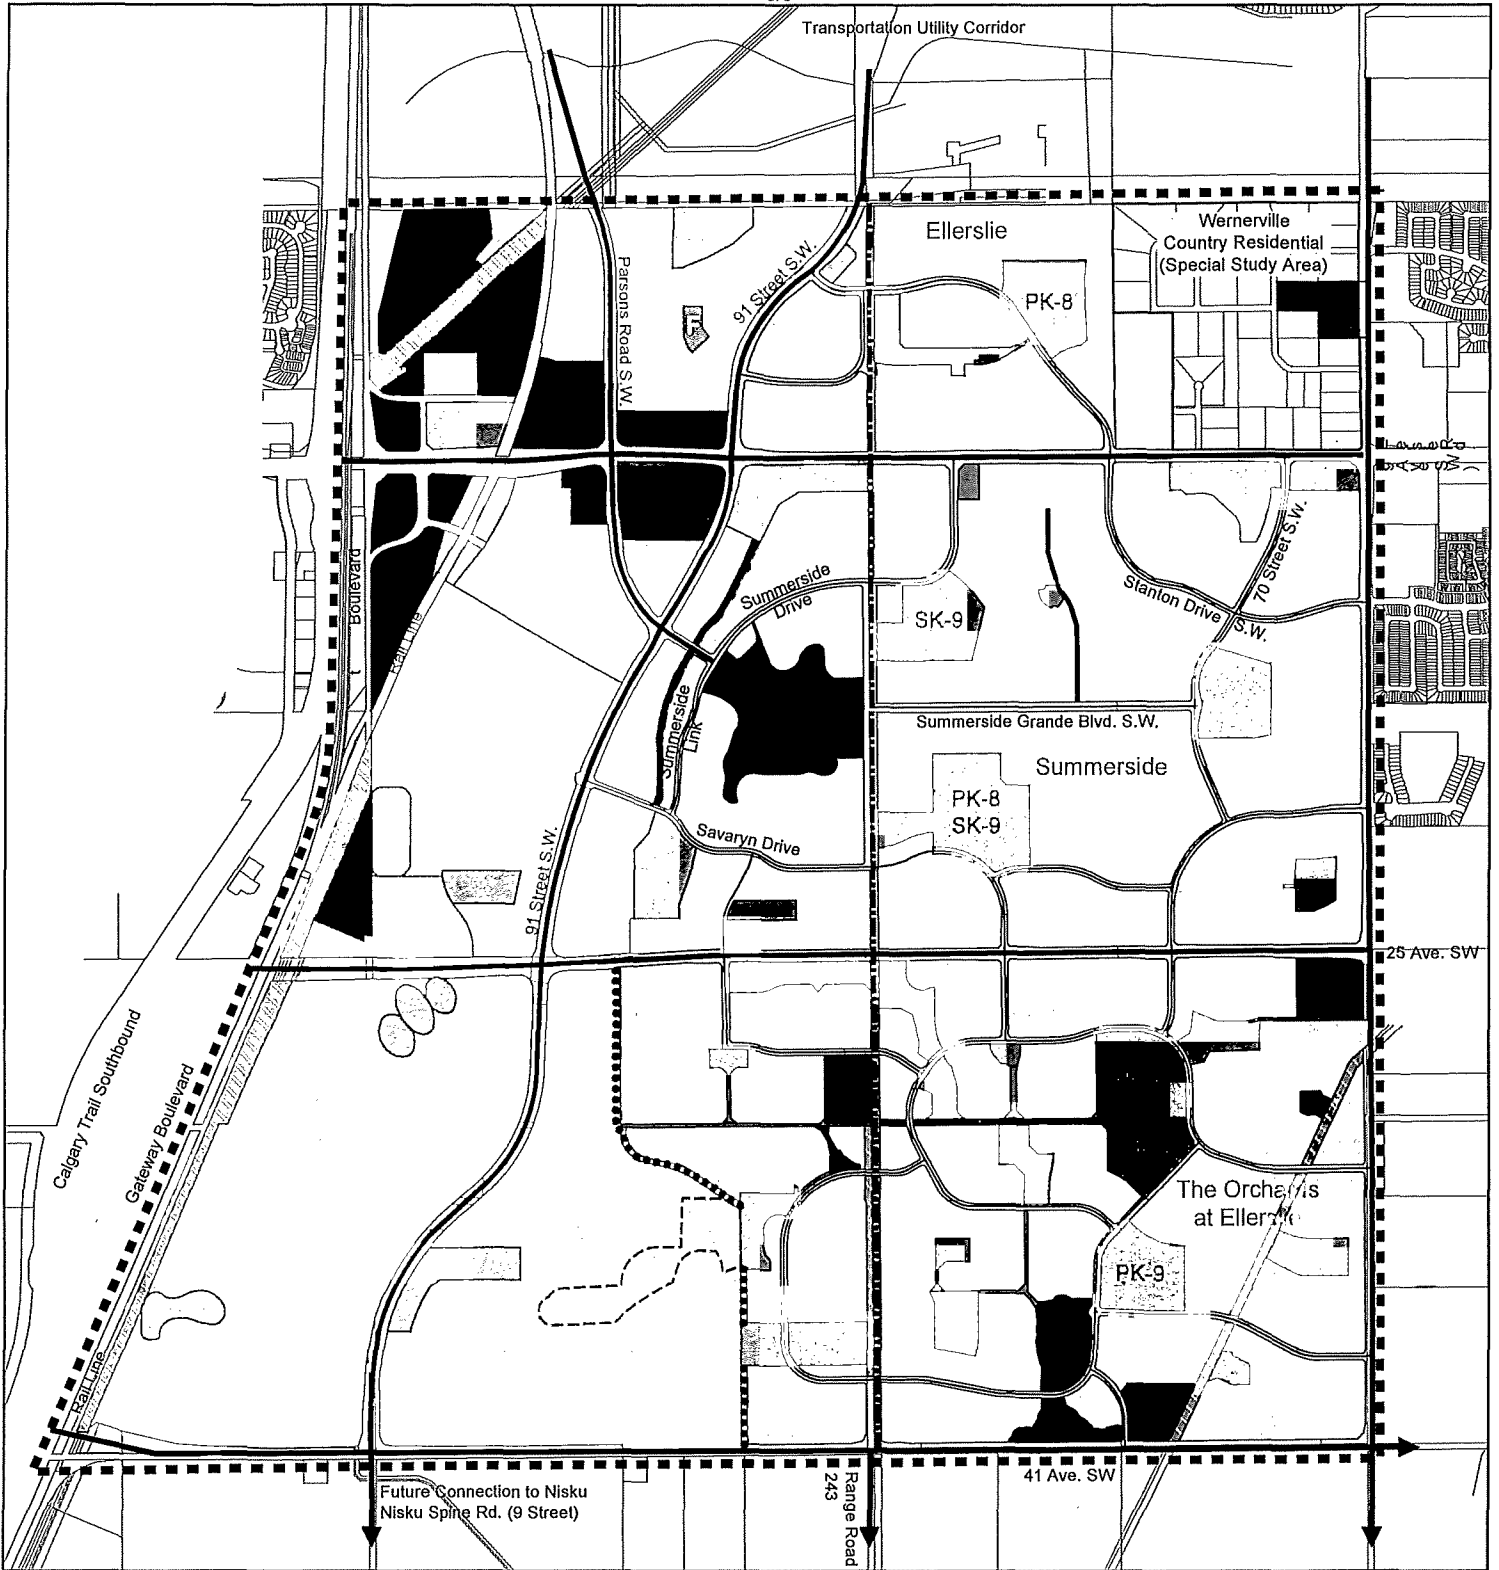 Transportation Utility Corridor
Ellerslie
Wernerville
Country Residential
(Special Study Area)
PK-8
Parsons Road S.W.
91 Street S.W.
Boulevard
Rail Line
Summerside
Drive
SK-9
Stanton Drive S.W.
70 Street S.W.
Summerside
Link
Summerside Grande Blvd. S.W.
Summerside
PK-8
SK-9
Savaryn Drive
91 Street S.W.
25 Ave. SW
Calgary Trail Southbound
Gateway Boulevard
The Orchards
at Ellerslie
PK-9
Rail Line
41 Ave. SW
Future Connection to Nisku
Nisku Spine Rd. (9 Street)
Range Road
243